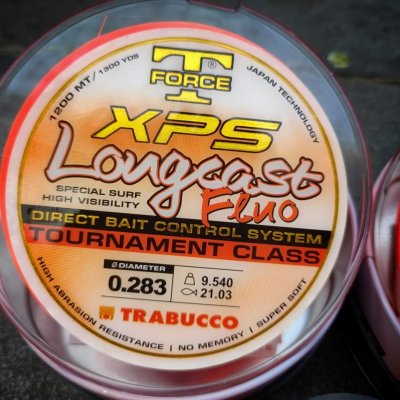 T®
FORCE
1200 MT/ 1300 YDS
JAPAN TECHNOLOGY
XPS
Longcast
Fluo
SPECIAL SURF
HIGH VISIBILITY
DIRECT BAIT CONTROL SYSTEM
TOURNAMENT CLASS
Ø DIAMETER
0.283
9.540
21.03
TRABUCCO
HIGH ABRASION RESISTANCE | NO MEMORY | SUPER SOFT